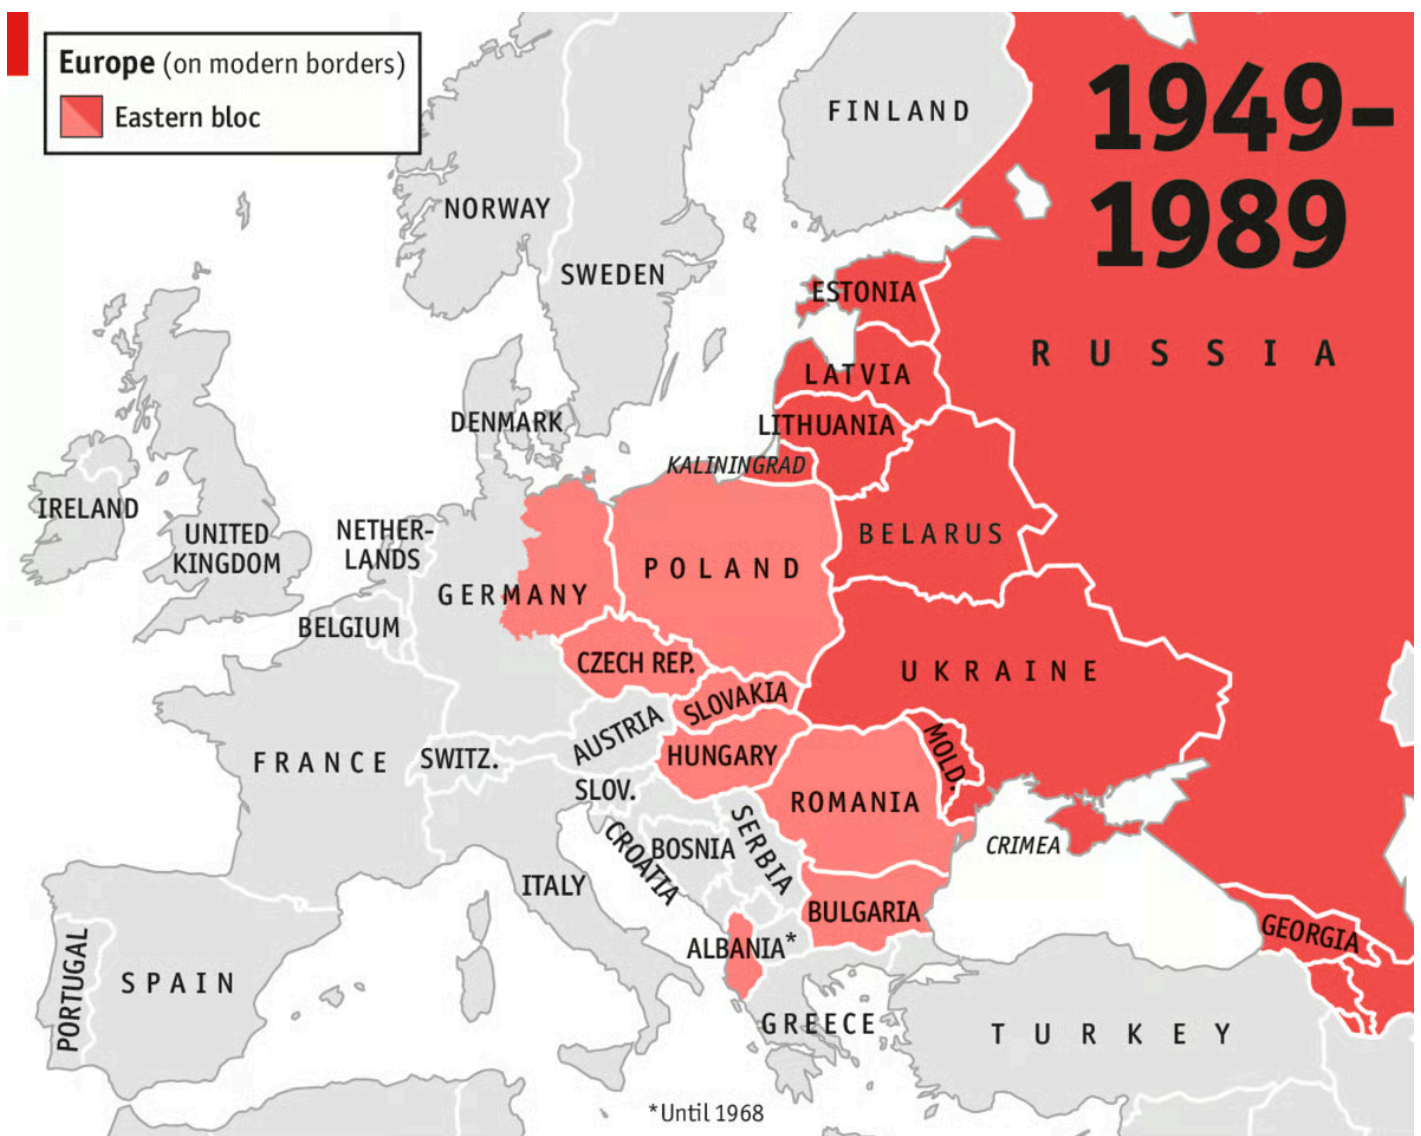 Europe (on modern borders)
Eastern bloc
1949-
1989
FINLAND
NORWAY
SWEDEN
ESTONIA
RUSSIA
LATVIA
DENMARK
LITHUANIA
KALININGRAD
IRELAND
UNITED
KINGDOM
NETHER-
LANDS
BELARUS
POLAND
GERMANY
BELGIUM
CZECH REP.
UKRAINE
SLOVAKIA
AUSTRIA
FRANCE
SWITZ.
HUNGARY
MOLD.
SLOV.
ROMANIA
CROATIA
BOSNIA
SERBIA
CRIMEA
ITALY
BULGARIA
GEORGIA
ALBANIA*
PORTUGAL
SPAIN
GREECE
TURKEY
*Until 1968